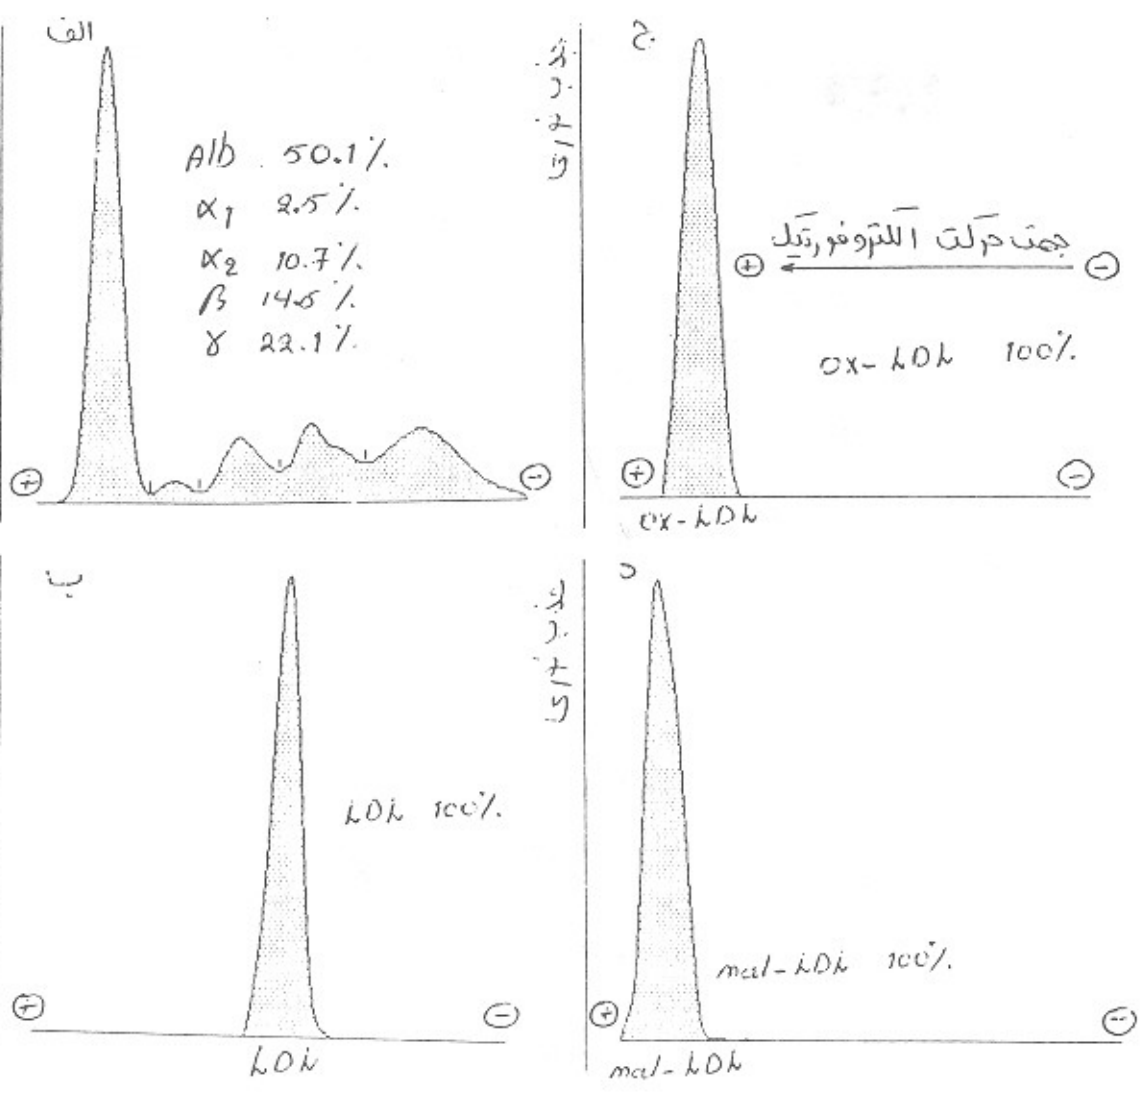 الف
Alb 50.1%
α1 2.5%
α2 10.7%
β 14.5%
γ 22.1%
+
-
ج
جهت حرکت الکتروفورتیک
+
-
ox-LDL 100%
+
-
ox-LDL
ب
LDL 100%
+
-
LDL
د
mal-LDL 100%
+
-
mal-LDL